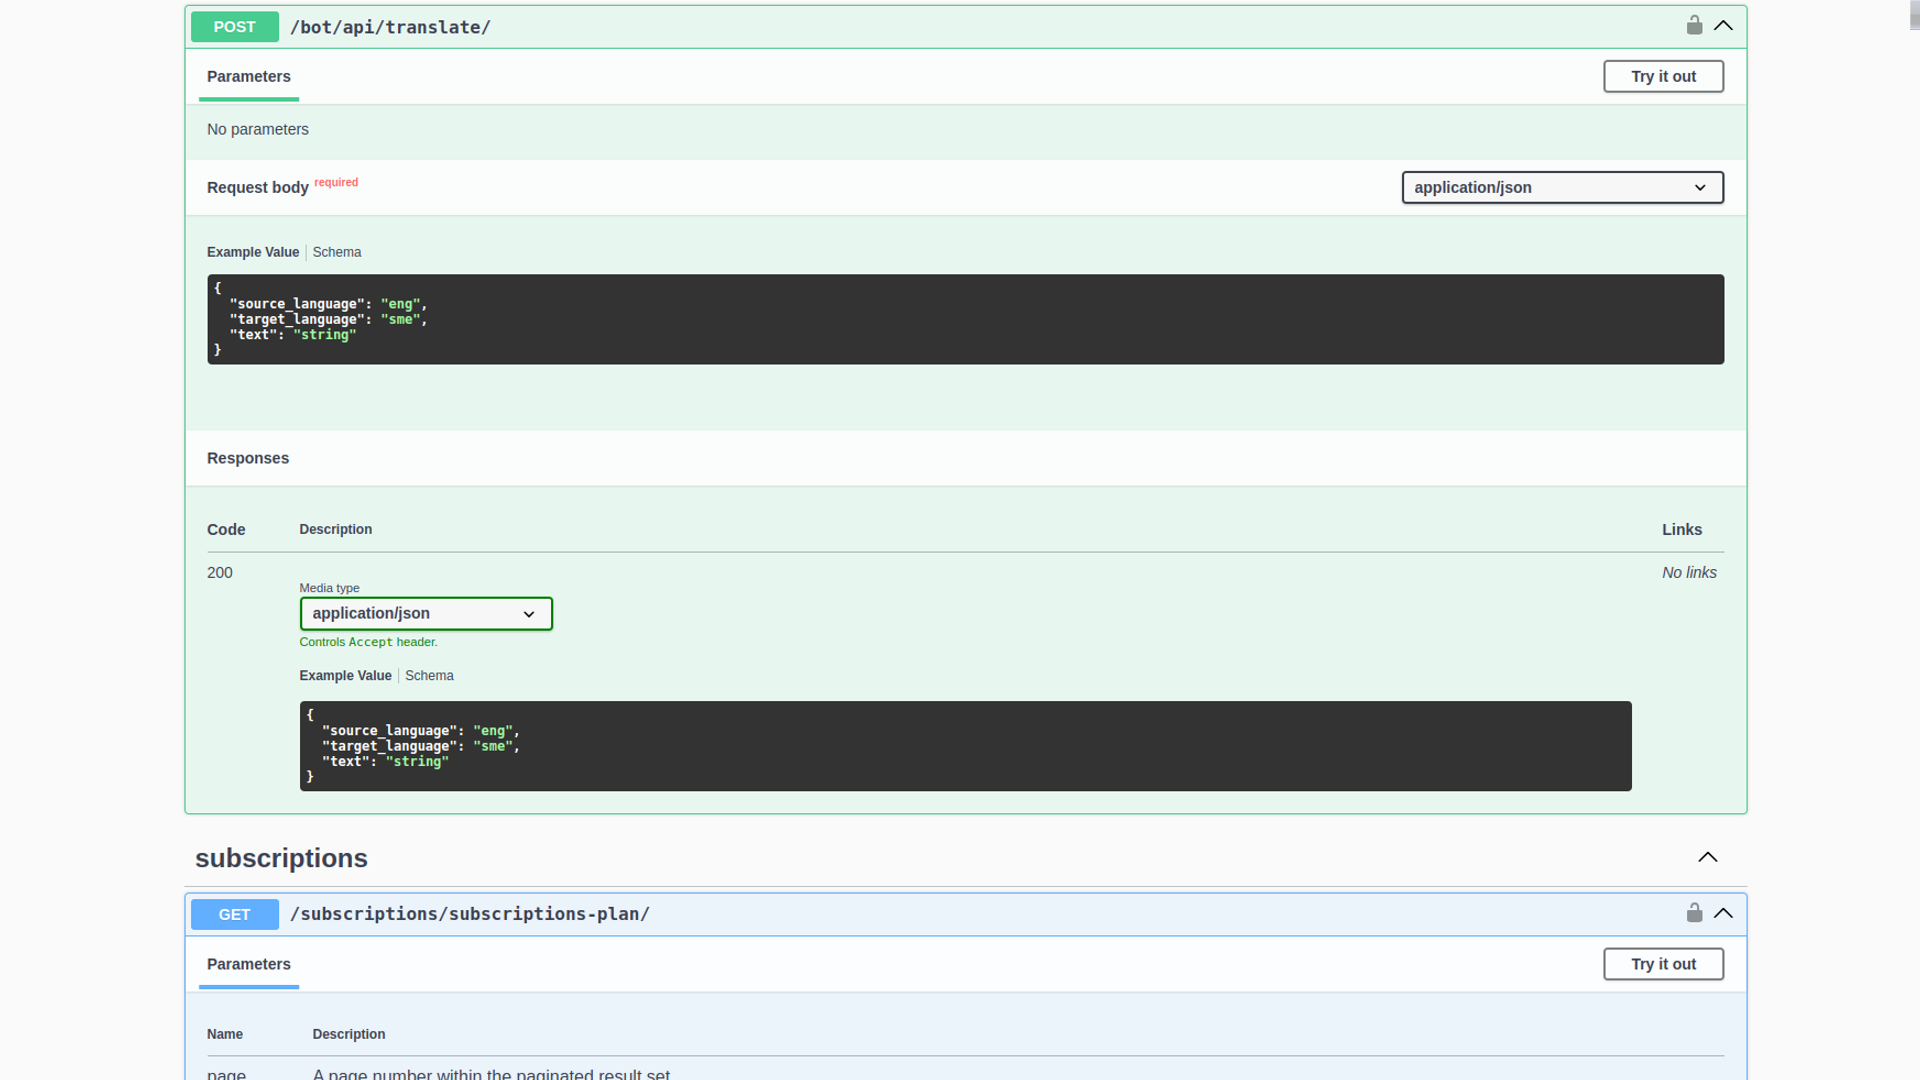 POST /bot/api/translate/
Parameters
Try it out
No parameters
Request body required
application/json
Example Value Schema
{
  "source_language": "eng",
  "target_language": "sme",
  "text": "string"
}
Responses
Code Description Links
200 No links
Media type
application/json
Controls Accept header.
Example Value Schema
{
  "source_language": "eng",
  "target_language": "sme",
  "text": "string"
}
subscriptions
GET /subscriptions/subscriptions-plan/
Parameters
Try it out
Name Description
page A page number within the paginated result set.